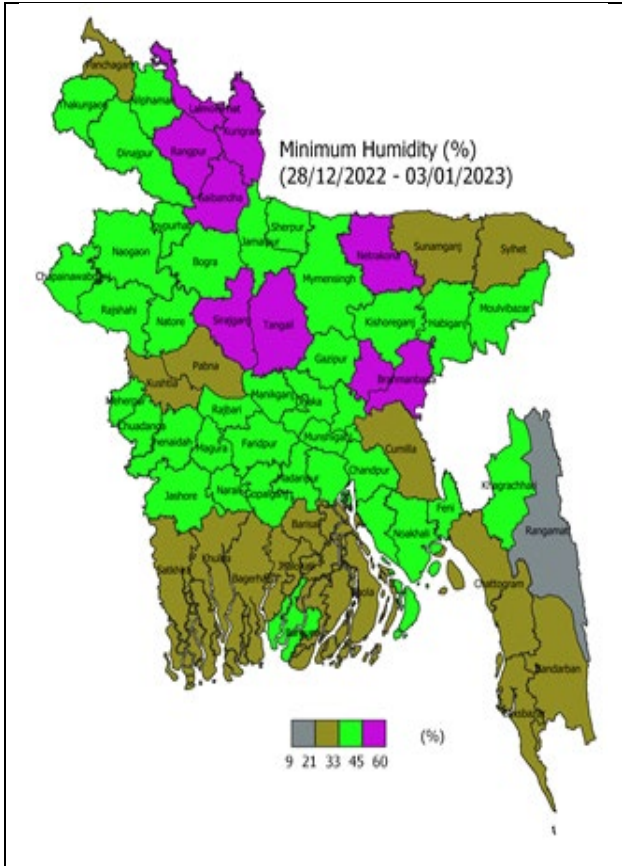 Panchagarh
Thakurgaon
Nilphamari
Lalmonirhat
Kurigram
Dinajpur
Rangpur
Gaibandha
Minimum Humidity (%)
(28/12/2022 - 03/01/2023)
Joypurhat
Sherpur
Jamalpur
Netrakona
Sunamganj
Sylhet
Naogaon
Bogra
Mymensingh
Chapainawabganj
Rajshahi
Natore
Sirajganj
Tangail
Kishoreganj
Habiganj
Moulvibazar
Gazipur
Pabna
Kushtia
Brahmanbaria
Meherpur
Manikganj
Dhaka
Rajbari
Chuadanga
Jhenaidah
Magura
Faridpur
Munshiganj
Cumilla
Chandpur
Khagrachhari
Rangamati
Jashore
Narail
Gopalganj
Madaripur
Feni
Noakhali
Barisal
Satkhira
Khulna
Bagerhat
Bhola
Chattogram
Bandarban
Coxsbazar
(%)
9 21 33 45 60